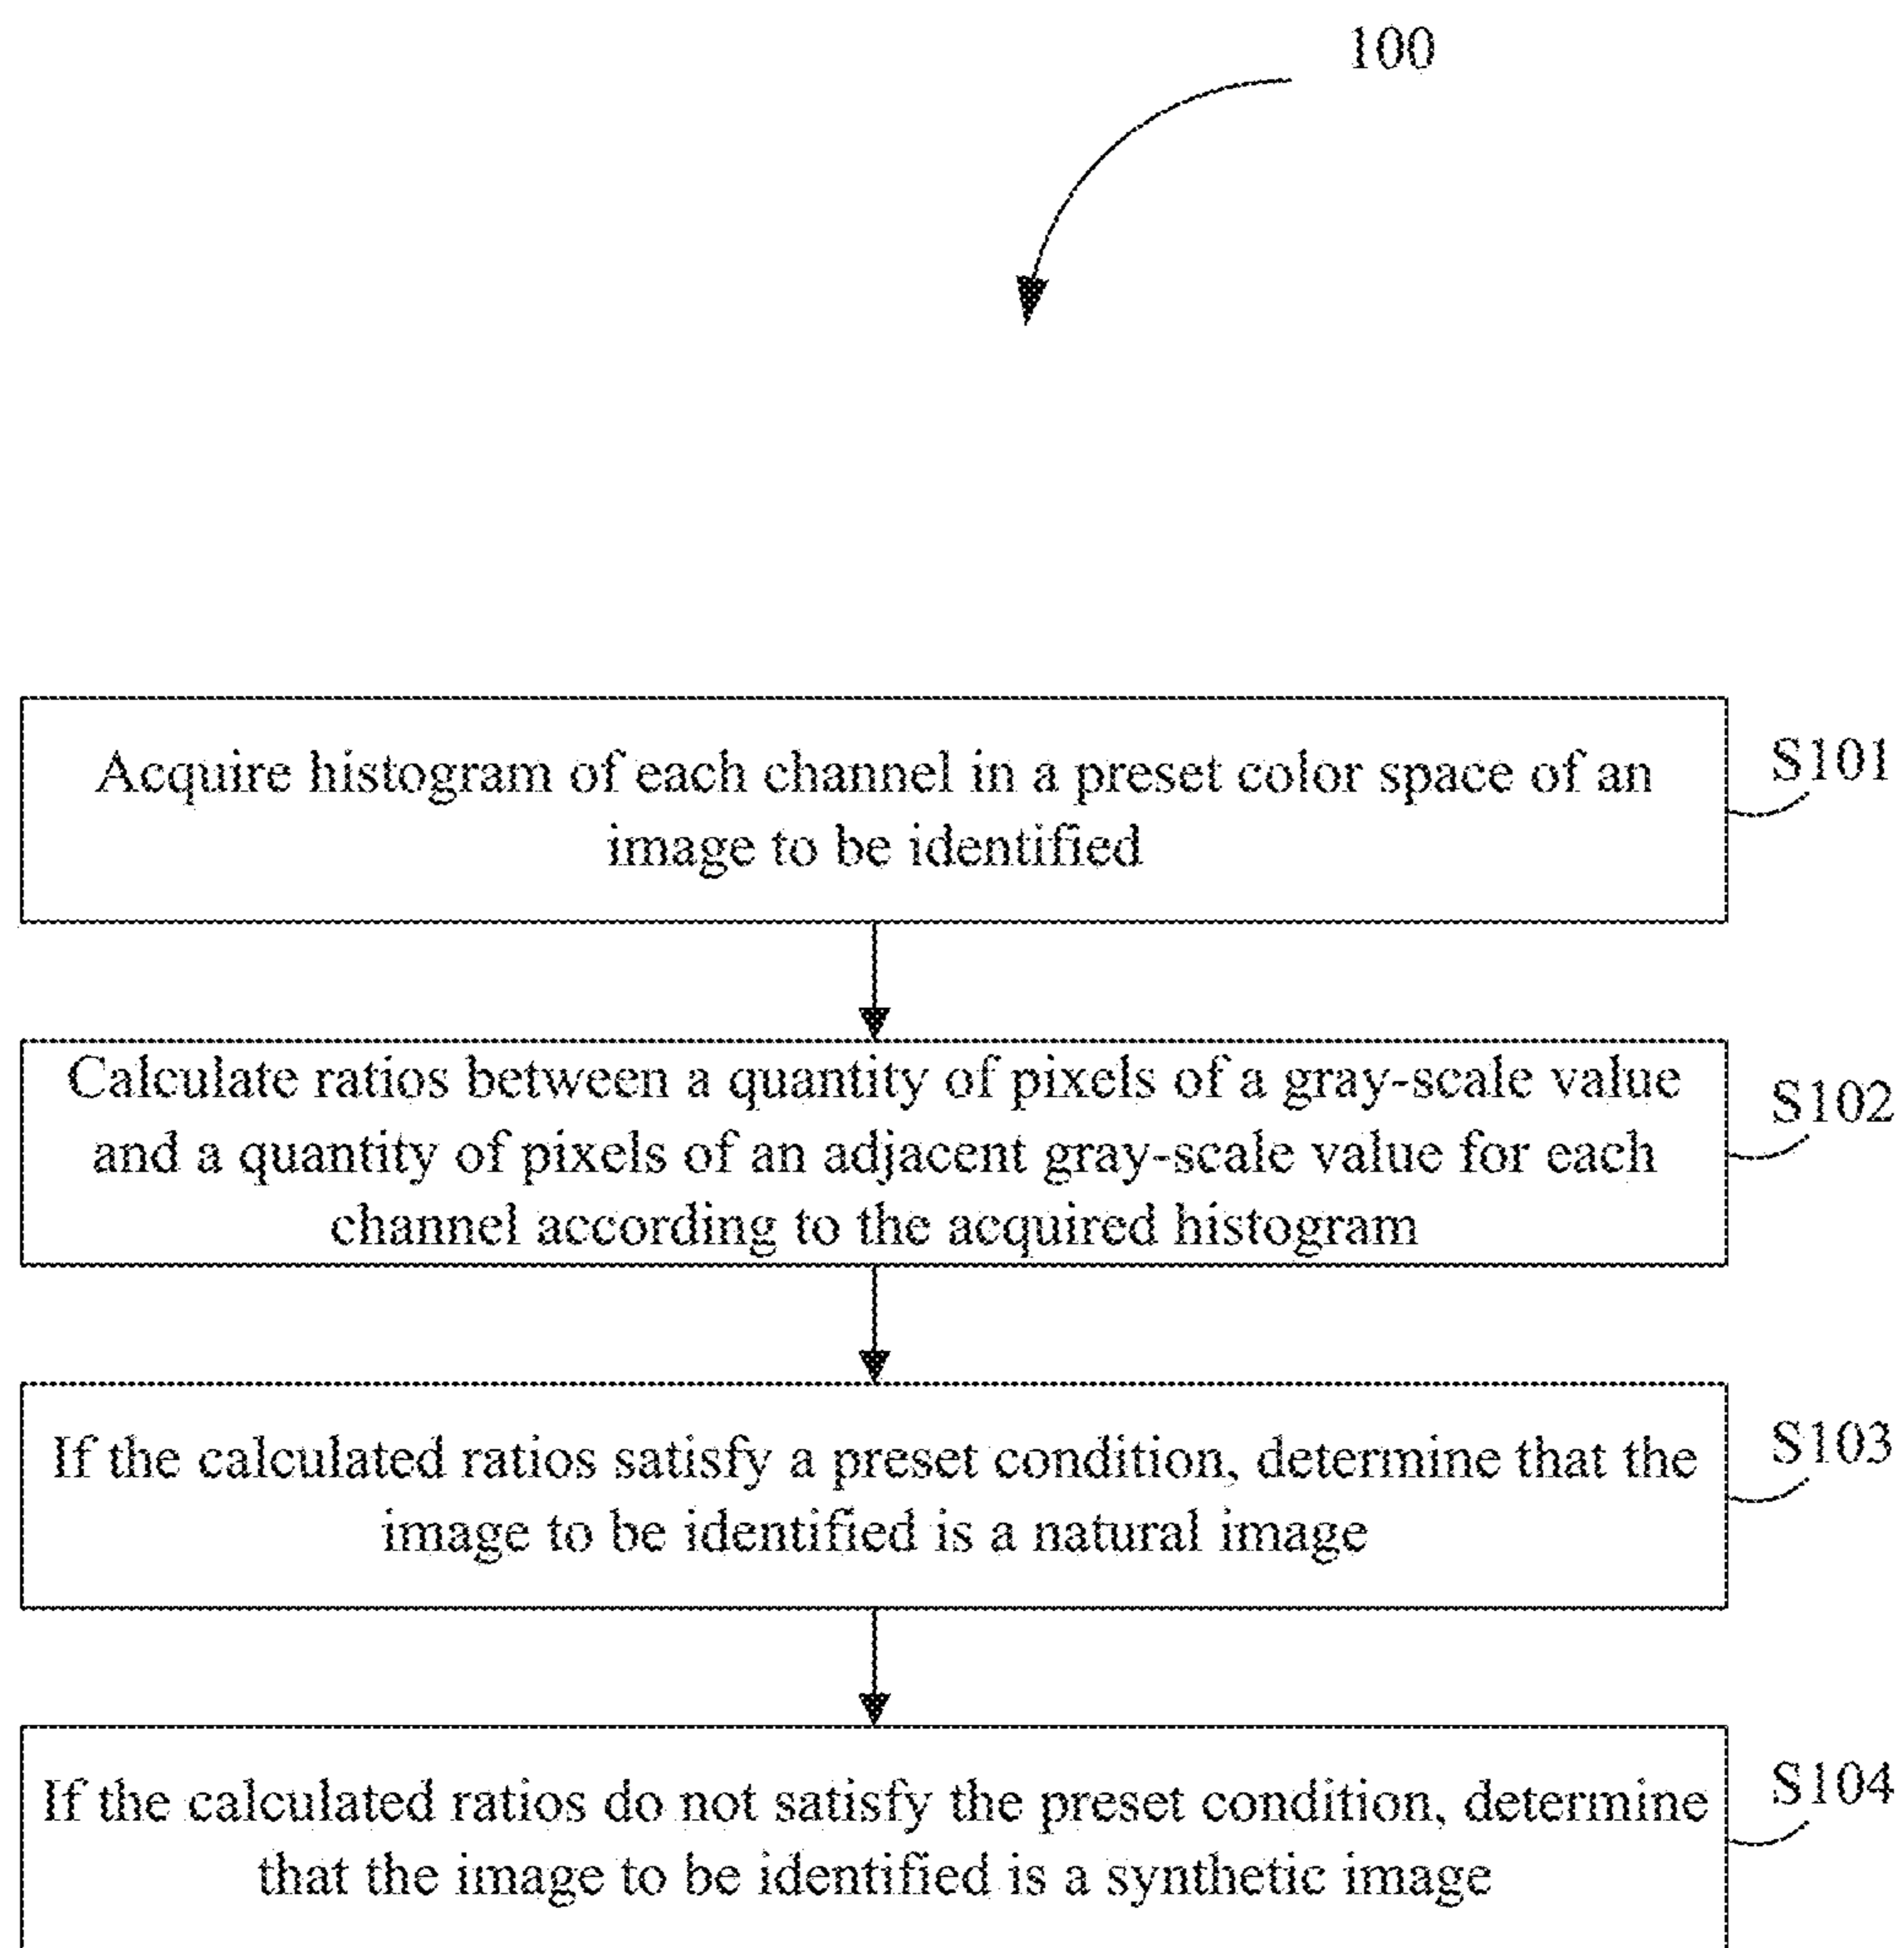 100
Acquire histogram of each channel in a preset color space of an
image to be identified
S101
Calculate ratios between a quantity of pixels of a gray-scale value
and a quantity of pixels of an adjacent gray-scale value for each
channel according to the acquired histogram
S102
If the calculated ratios satisfy a preset condition, determine that the
image to be identified is a natural image
S103
If the calculated ratios do not satisfy the preset condition, determine
that the image to be identified is a synthetic image
S104